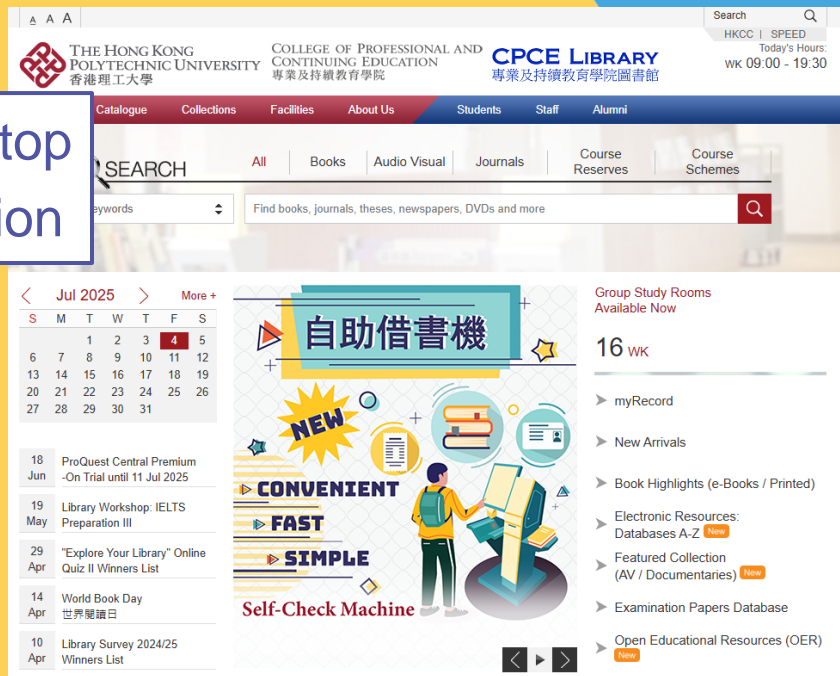 A A A
Search
HKCC | SPEED
THE HONG KONG
POLYTECHNIC UNIVERSITY
香港理工大學
COLLEGE OF PROFESSIONAL AND
CONTINUING EDUCATION
專業及持續教育學院
CPCE LIBRARY
專業及持續教育學院圖書館
Today's Hours:
WK 09:00 - 19:30
Catalogue Collections Facilities About Us Students Staff Alumni
top
ion
SEARCH
All Books Audio Visual Journals Course Reserves Course Schemes
eywords
Find books, journals, theses, newspapers, DVDs and more
Jul 2025 More +
S M T W T F S
1 2 3 4 5
6 7 8 9 10 11 12
13 14 15 16 17 18 19
20 21 22 23 24 25 26
27 28 29 30 31
18 Jun ProQuest Central Premium
-On Trial until 11 Jul 2025
19 May Library Workshop: IELTS
Preparation III
29 Apr "Explore Your Library" Online
Quiz II Winners List
14 Apr World Book Day
世界閱讀日
10 Apr Library Survey 2024/25
Winners List
自助借書機
NEW
CONVENIENT
FAST
SIMPLE
Self-Check Machine
Group Study Rooms
Available Now
16 WK
myRecord
New Arrivals
Book Highlights (e-Books / Printed)
Electronic Resources:
Databases A-Z New
Featured Collection
(AV / Documentaries) New
Examination Papers Database
Open Educational Resources (OER)
New